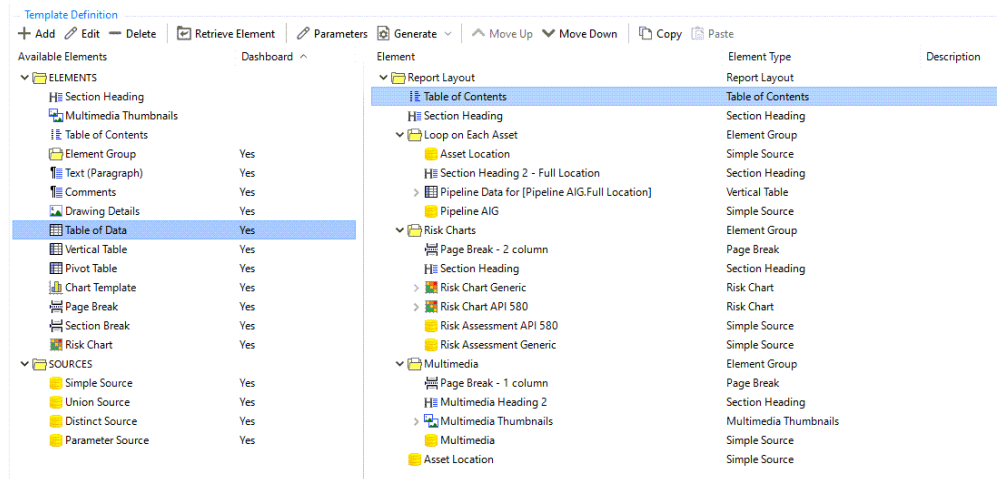 Template Definition
Add Edit Delete Retrieve Element Parameters Generate Move Up Move Down Copy Paste
Available Elements Dashboard
ELEMENTS
Section Heading
Multimedia Thumbnails
Table of Contents
Element Group Yes
Text (Paragraph) Yes
Comments Yes
Drawing Details Yes
Table of Data Yes
Vertical Table Yes
Pivot Table Yes
Chart Template Yes
Page Break Yes
Section Break Yes
Risk Chart Yes
SOURCES
Simple Source Yes
Union Source Yes
Distinct Source Yes
Parameter Source Yes
Element Element Type Description
Report Layout Report Layout
Table of Contents Table of Contents
Section Heading Section Heading
Loop on Each Asset Element Group
Asset Location Simple Source
Section Heading 2 - Full Location Section Heading
Pipeline Data for [Pipeline AIG.Full Location] Vertical Table
Pipeline AIG Simple Source
Risk Charts Element Group
Page Break - 2 column Page Break
Section Heading Section Heading
Risk Chart Generic Risk Chart
Risk Chart API 580 Risk Chart
Risk Assessment API 580 Simple Source
Risk Assessment Generic Simple Source
Multimedia Element Group
Page Break - 1 column Page Break
Multimedia Heading 2 Section Heading
Multimedia Thumbnails Multimedia Thumbnails
Multimedia Simple Source
Asset Location Simple Source